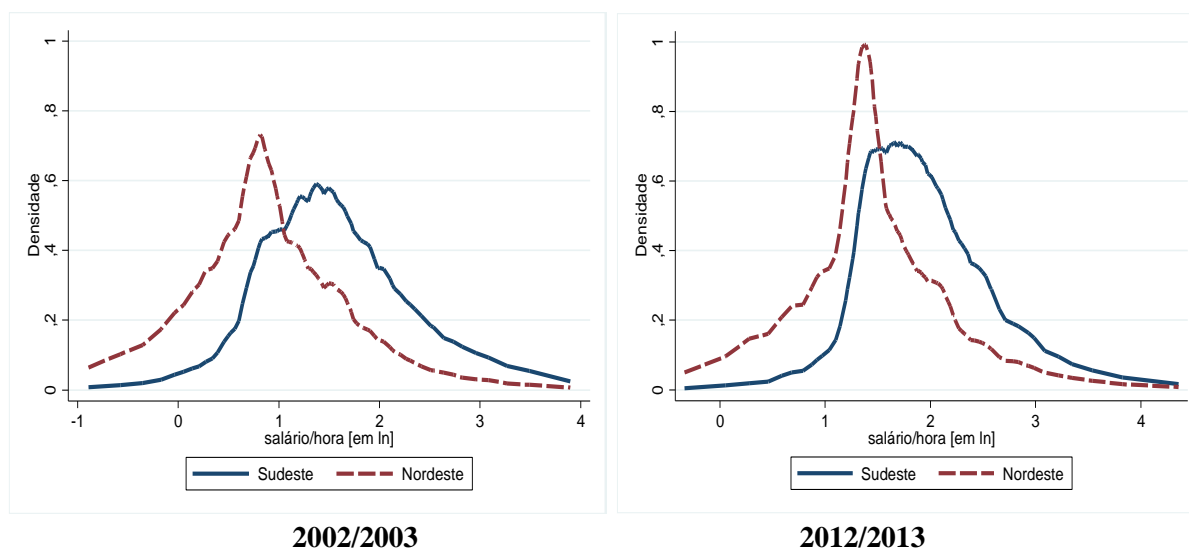 Densidade
0 ,2 ,4 ,6 ,8 1
-1 0 1 2 3 4
salário/hora [em ln]
Sudeste Nordeste
2002/2003
Densidade
0 ,2 ,4 ,6 ,8 1
0 1 2 3 4
salário/hora [em ln]
Sudeste Nordeste
2012/2013